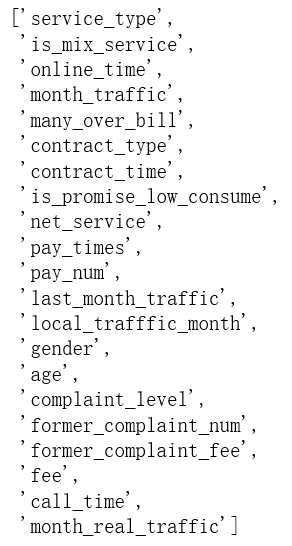 ['service_type',
'is_mix_service',
'online_time',
'month_traffic',
'many_over_bill',
'contract_type',
'contract_time',
'is_promise_low_consume',
'net_service',
'pay_times',
'pay_num',
'last_month_traffic',
'local_trafffic_month',
'gender',
'age',
'complaint_level',
'former_complaint_num',
'former_complaint_fee',
'fee',
'call_time',
'month_real_traffic']